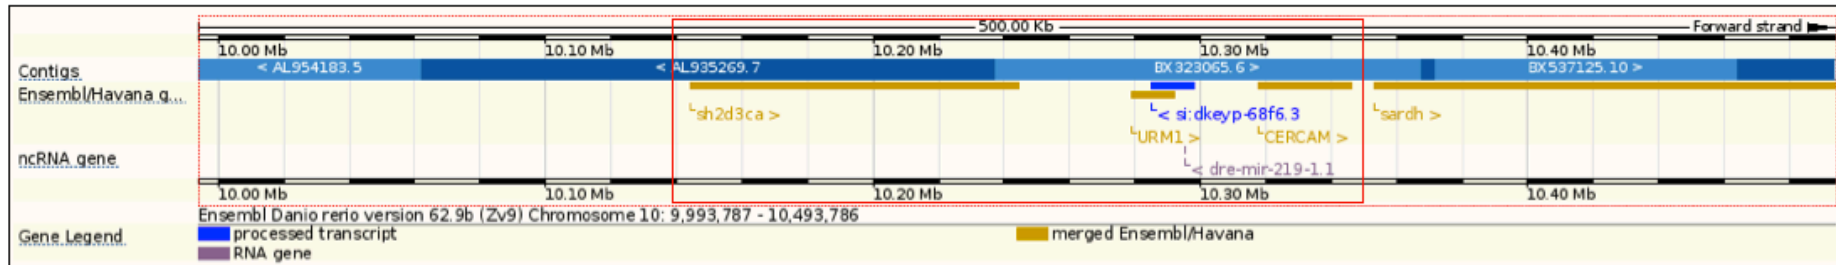 500.00 Kb Forward strand
10.00 Mb 10.10 Mb 10.20 Mb 10.30 Mb 10.40 Mb
Contigs < AL954183.5 < AL935269.7 BX323065.6 > BX537125.10 >
Ensembl/Havana g...
sh2d3ca > < si:dkeyp-68f6.3 sardh >
URM1 > CERCAM >
ncRNA gene
< dre-mir-219-1.1
10.00 Mb 10.10 Mb 10.20 Mb 10.30 Mb 10.40 Mb
Ensembl Danio rerio version 62.9b (Zv9) Chromosome 10: 9,993,787 - 10,493,786
Gene Legend processed transcript merged Ensembl/Havana
RNA gene